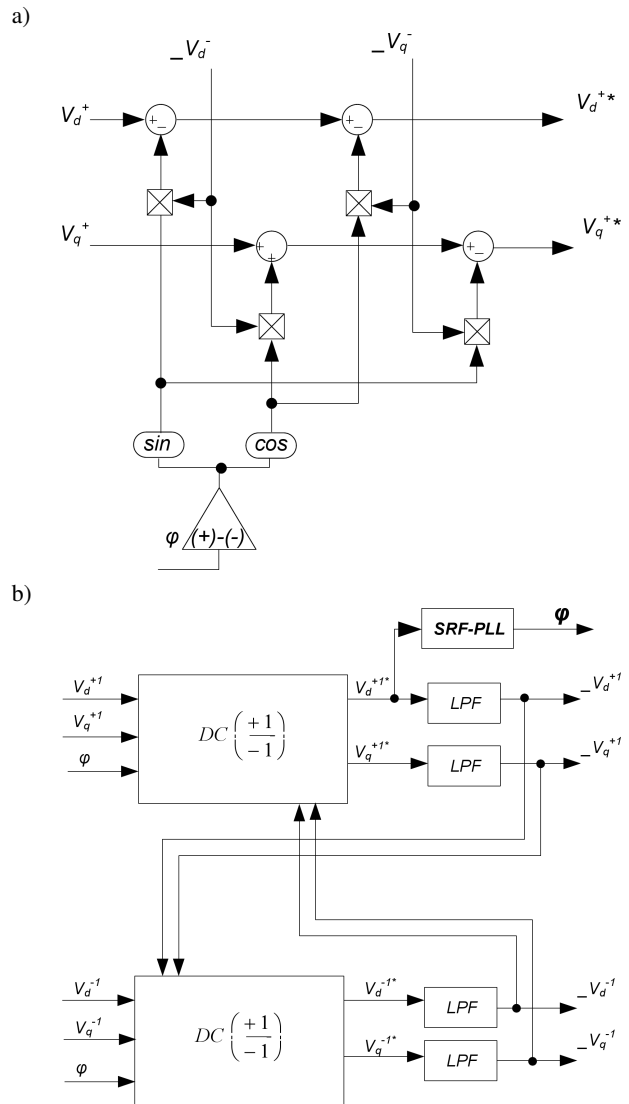 a)
_V_d^- _V_q^-
V_d^+ + − + − V_d^+*
V_q^+ + + + − V_q^+*
sin cos
φ (+)-(-)
b)
SRF-PLL φ
V_d^+1 V_d^+1* LPF _V_d^+1
V_q^+1 DC(+1/-1) V_q^+1* LPF _V_q^+1
φ
V_d^-1 V_d^-1* LPF _V_d^-1
V_q^-1 DC(+1/-1) V_q^-1* LPF _V_q^-1
φ